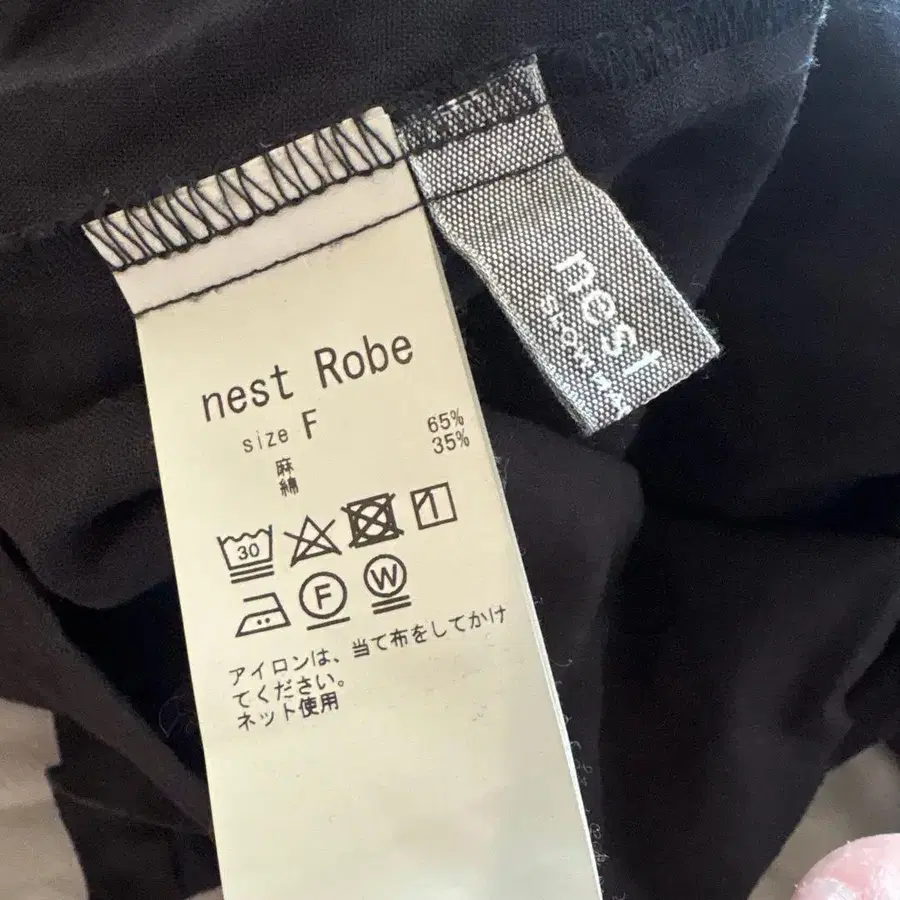 nest Robe
size F
麻 65%
綿 35%
30
F W
アイロンは、当て布をしてかけ
てください。
ネット使用
nest